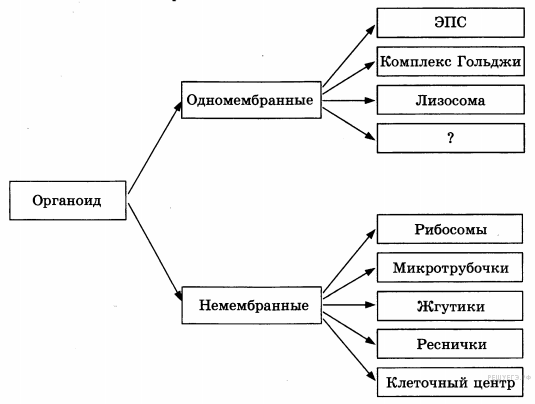 ЭПС
Комплекс Гольджи
Одномембранные
Лизосома
?
Органоид
Рибосомы
Микротрубочки
Немембранные
Жгутики
Реснички
Клеточный центр